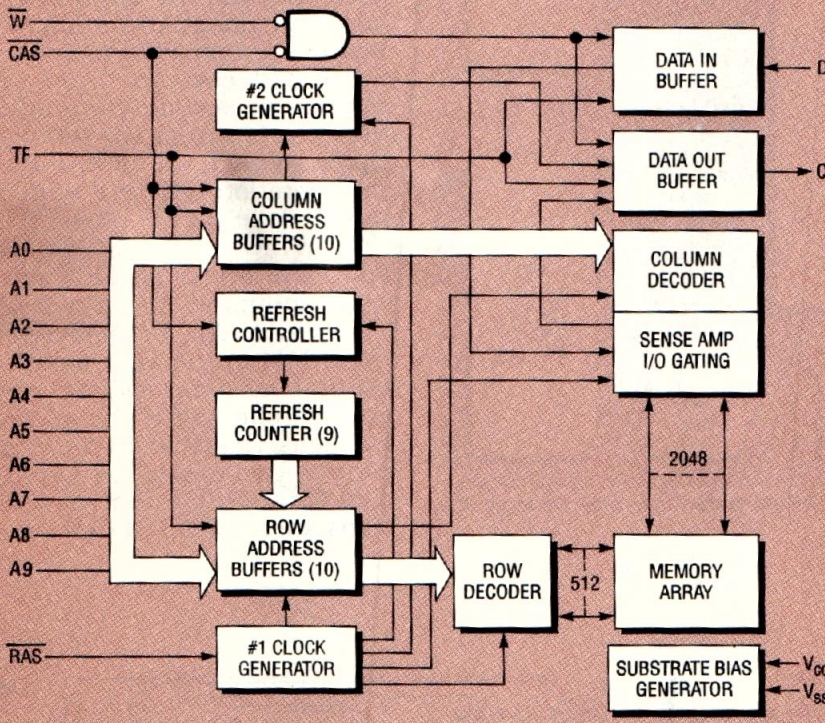 W
CAS
#2 CLOCK
GENERATOR
DATA IN
BUFFER
D
TF
DATA OUT
BUFFER
COLUMN
ADDRESS
BUFFERS (10)
A0
A1
A2
A3
A4
A5
A6
A7
A8
A9
COLUMN
DECODER
REFRESH
CONTROLLER
SENSE AMP
I/O GATING
REFRESH
COUNTER (9)
2048
ROW
ADDRESS
BUFFERS (10)
ROW
DECODER
512
MEMORY
ARRAY
RAS
#1 CLOCK
GENERATOR
SUBSTRATE BIAS
GENERATOR
VCC
VSS